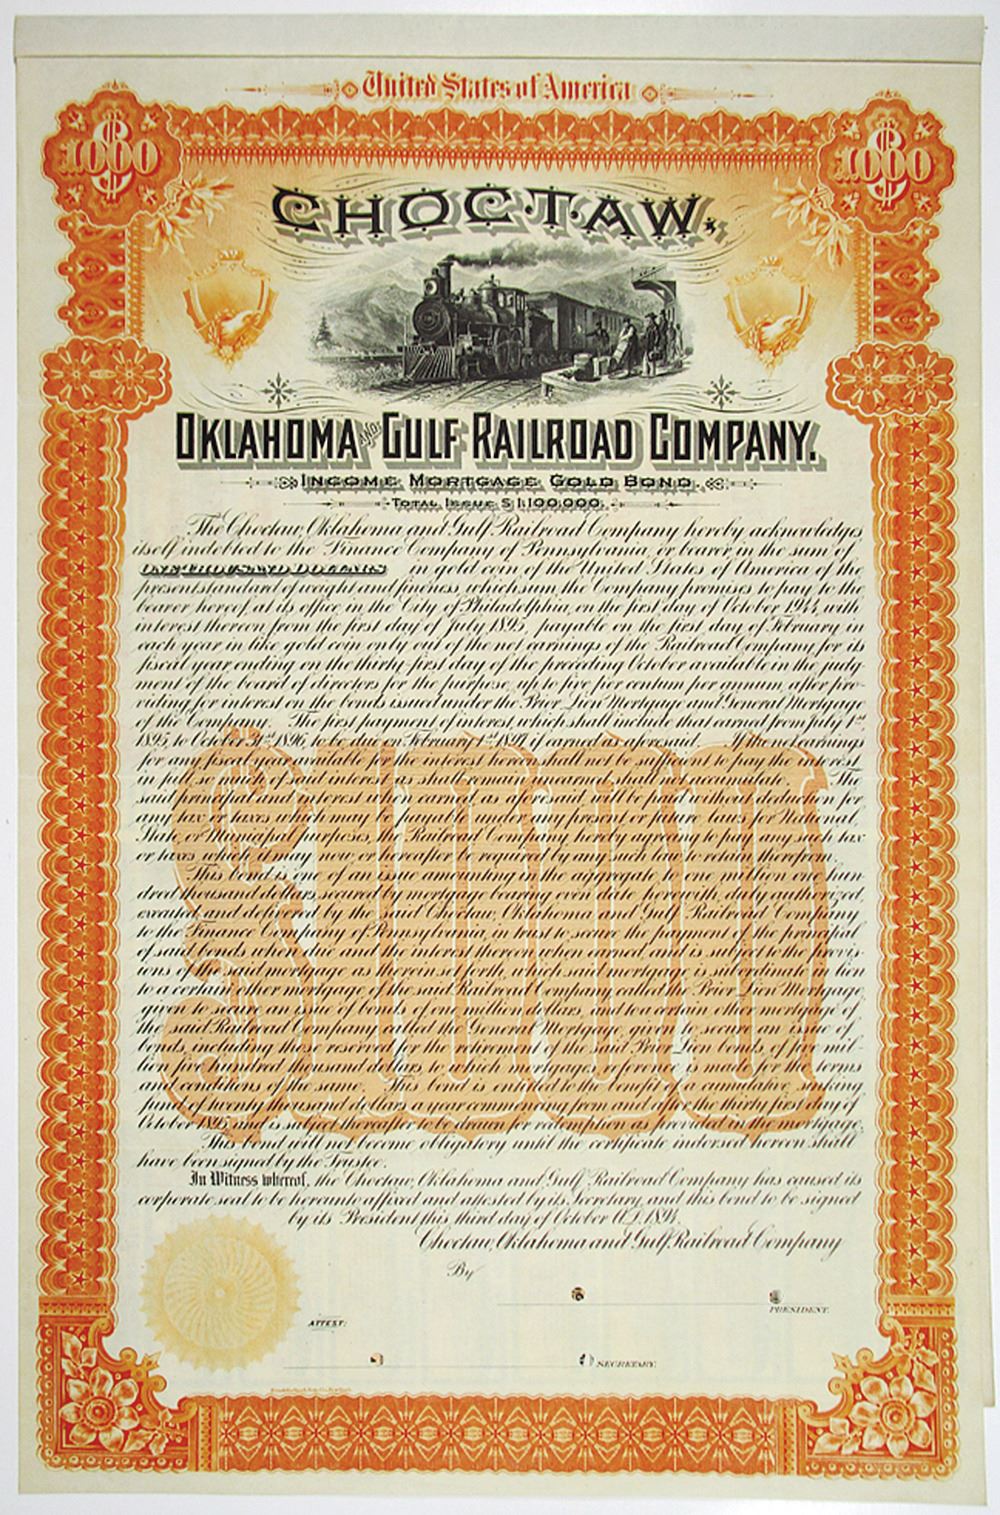 United States of America
$1000 $1000
CHOCTAW,
OKLAHOMA AND GULF RAILROAD COMPANY.
INCOME MORTGAGE GOLD BOND.
TOTAL ISSUE $1,100,000.
The Choctaw, Oklahoma and Gulf Railroad Company hereby acknowledges
itself indebted to the Finance Company of Pennsylvania, or bearer, in the sum of
ONE THOUSAND DOLLARS in gold coin of the United States of America of the
present standard of weight and fineness, which sum the Company promises to pay to the
bearer hereof, at its office, in the City of Philadelphia, on the first day of October 1944, with
interest thereon from the first day of July 1895, payable on the first day of February in
each year in like gold coin only out of the net earnings of the Railroad Company for its
fiscal year ending on the thirty-first day of the preceding October available in the judg-
ment of the board of directors for the purpose, up to five per centum per annum, after pro-
viding for interest on the bonds issued under the Prior Lien Mortgage and General Mortgage
of the Company. The first payment of interest, which shall include that earned from July 1st
1895, to October 31st 1896, to be due on February 1st 1897 if earned as aforesaid. If the net earnings
for any fiscal year available for the interest hereon shall not be sufficient to pay the interest
in full, so much of said interest as shall remain unearned shall not accumulate. The
said principal and interest when earned, as aforesaid, will be paid without deduction for
any tax or taxes which may be payable under any present or future laws for National,
State, or Municipal purposes, the Railroad Company hereby agreeing to pay any such tax
or taxes which it may now, or hereafter be required by any such law to retain therefrom.
This bond is one of an issue amounting in the aggregate to one million one hun-
dred thousand dollars, secured by mortgage bearing even date herewith, duly authorized,
executed and delivered by the said Choctaw, Oklahoma and Gulf Railroad Company
to the Finance Company of Pennsylvania, in trust to secure the payment of the principal
of said bonds when due and the interest thereon when earned, and is subject to the provis-
ions of the said mortgage as therein set forth, which said mortgage is subordinate in lien
to a certain other mortgage of the said Railroad Company called the Prior Lien Mortgage,
given to secure an issue of bonds of one million dollars, and to a certain other mortgage of
the said Railroad Company called the General Mortgage, given to secure an issue of
bonds, including those reserved for the retirement of the said Prior Lien bonds, of five mil-
lion five hundred thousand dollars, to which mortgages reference is made for the terms
and conditions of the same. This bond is entitled to the benefit of a cumulative sinking
fund of twenty thousand dollars a year commencing from and after the thirty first day of
October 1895, and is subject thereafter to be drawn for redemption as provided in the mortgage.
This bond will not become obligatory until the certificate indorsed hereon shall
have been signed by the Trustee.
In Witness whereof, the Choctaw, Oklahoma and Gulf Railroad Company has caused its
corporate seal to be hereunto affixed and attested by its Secretary, and this bond to be signed
by its President this third day of October A.D. 1894.
Choctaw, Oklahoma and Gulf Railroad Company
By
PRESIDENT.
ATTEST:
SECRETARY.
$1000